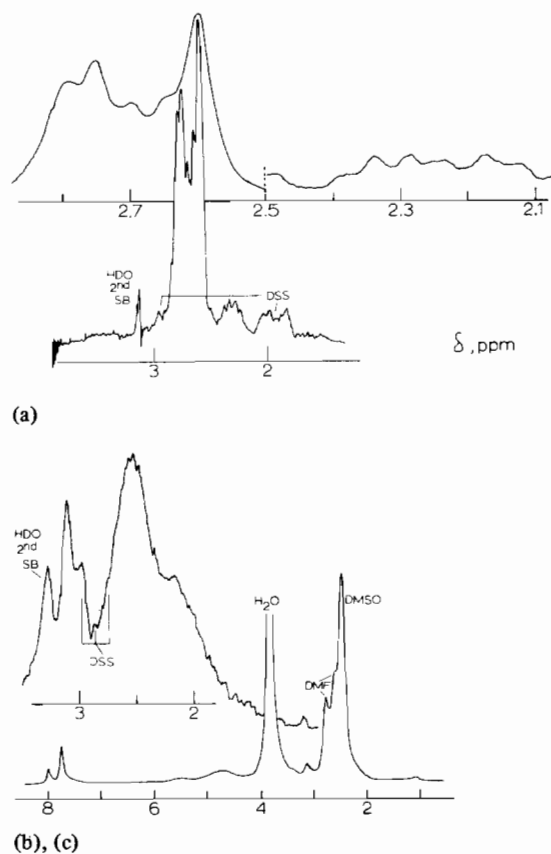 2.7 2.5 2.3 2.1
HDO
2nd
SB
DSS
3 2
δ, ppm
(a)
HDO
2nd
SB
H2O
DMSO
DSS
DMF
3 2
8 6 4 2
(b), (c)